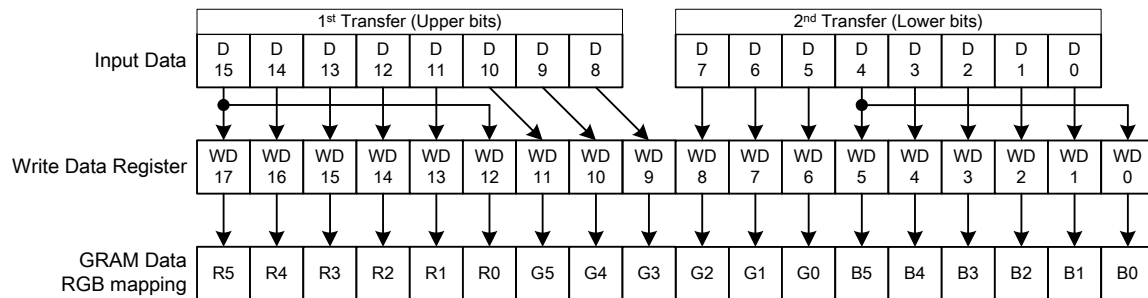 1st Transfer (Upper bits) 2nd Transfer (Lower bits)
Input Data D 15 D 14 D 13 D 12 D 11 D 10 D 9 D 8 D 7 D 6 D 5 D 4 D 3 D 2 D 1 D 0
Write Data Register WD 17 WD 16 WD 15 WD 14 WD 13 WD 12 WD 11 WD 10 WD 9 WD 8 WD 7 WD 6 WD 5 WD 4 WD 3 WD 2 WD 1 WD 0
GRAM Data
RGB mapping R5 R4 R3 R2 R1 R0 G5 G4 G3 G2 G1 G0 B5 B4 B3 B2 B1 B0